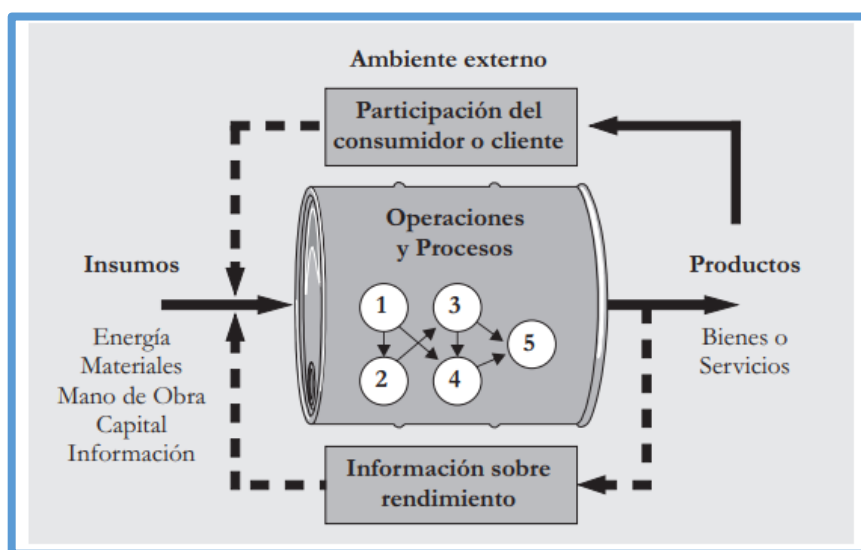 Ambiente externo
Participación del
consumidor o cliente
Operaciones
y Procesos
Insumos
Productos
1
3
5
2
4
Energía
Materiales
Mano de Obra
Capital
Información
Bienes o
Servicios
Información sobre
rendimiento